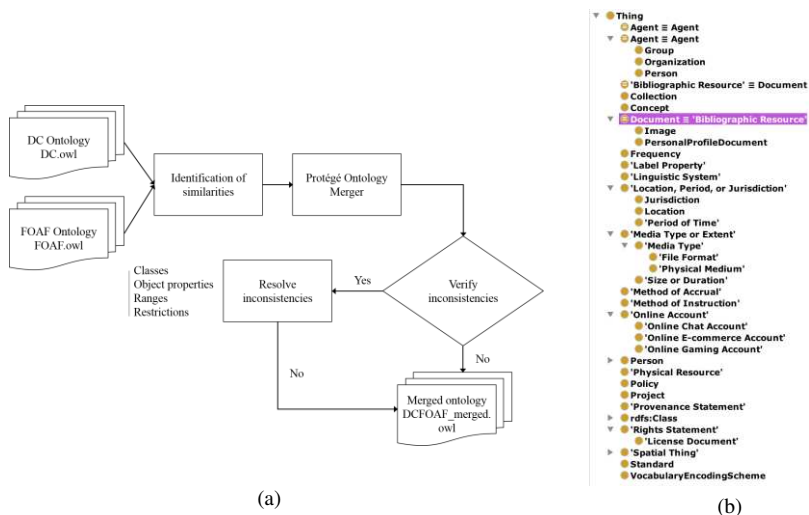 DC Ontology
DC.owl
FOAF Ontology
FOAF.owl
Identification of
similarities
Protégé Ontology
Merger
Verify
inconsistencies
Yes
Resolve
inconsistencies
Classes
Object properties
Ranges
Restrictions
No
No
Merged ontology
DCFOAF_merged.
owl
(a)
Thing
Agent ≡ Agent
Agent ≡ Agent
Group
Organization
Person
'Bibliographic Resource' ≡ Document
Collection
Concept
Document ≡ 'Bibliographic Resource'
Image
PersonalProfileDocument
Frequency
'Label Property'
'Linguistic System'
'Location, Period, or Jurisdiction'
Jurisdiction
Location
'Period of Time'
'Media Type or Extent'
'Media Type'
'File Format'
'Physical Medium'
'Size or Duration'
'Method of Accrual'
'Method of Instruction'
'Online Account'
'Online Chat Account'
'Online E-commerce Account'
'Online Gaming Account'
Person
'Physical Resource'
Policy
Project
'Provenance Statement'
rdfs:Class
'Rights Statement'
'License Document'
'Spatial Thing'
Standard
VocabularyEncodingScheme
(b)